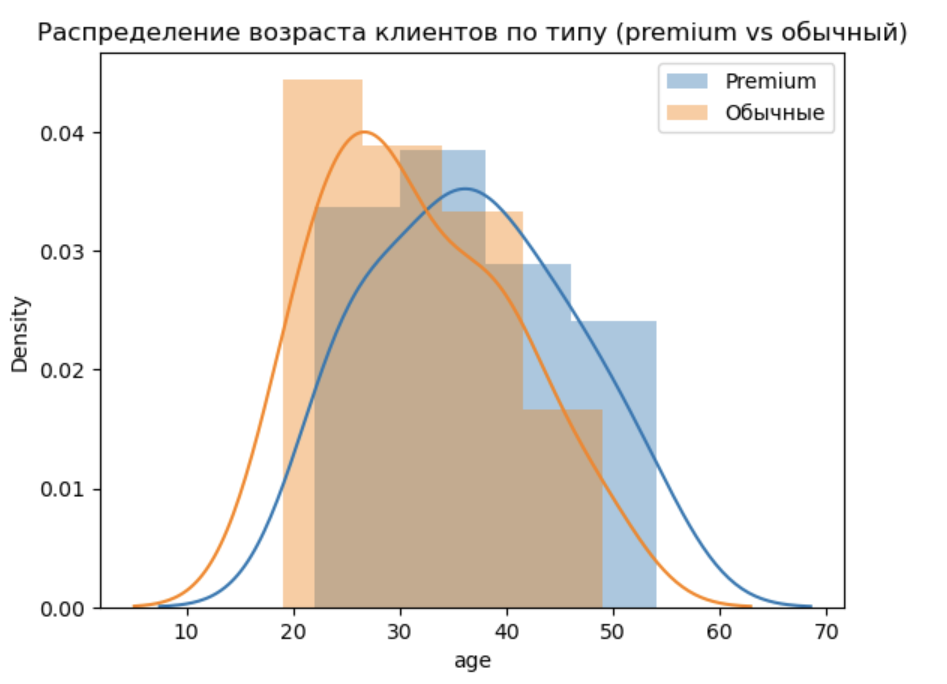 Распределение возраста клиентов по типу (premium vs обычный)
Premium
Обычные
Density
0.04
0.03
0.02
0.01
0.00
10 20 30 40 50 60 70
age